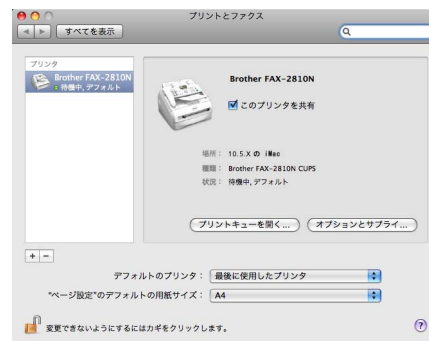 プリントとファクス
すべてを表示
プリンタ
Brother FAX-2810N
待機中, デフォルト
Brother FAX-2810N
このプリンタを共有
場所： 10.5.X の iMac
種類： Brother FAX-2810N CUPS
状況： 待機中, デフォルト
プリントキューを開く...
オプションとサプライ...
+ −
デフォルトのプリンタ： 最後に使用したプリンタ
"ページ設定"のデフォルトの用紙サイズ： A4
変更できないようにするにはカギをクリックします。
?